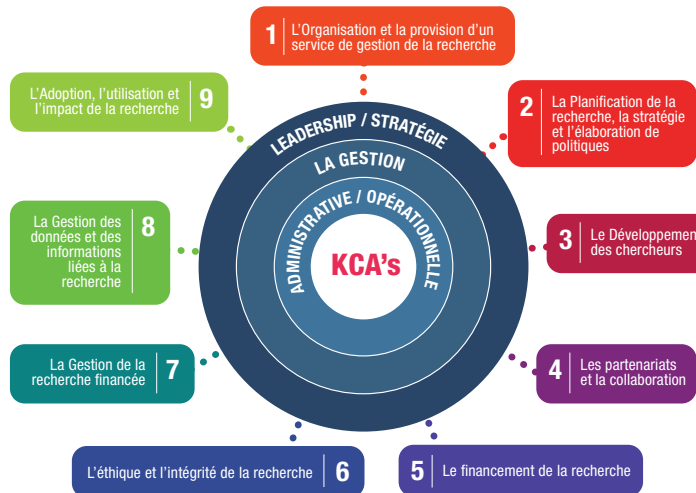 1
L'Organisation et la provision d'un
service de gestion de la recherche
2
La Planification de la
recherche, la stratégie
et l'élaboration de
politiques
3
Le Développemen
des chercheurs
4
Les partenariats
et la collaboration
5
Le financement de la recherche
6
L'éthique et l'intégrité de la recherche
7
La Gestion de la
recherche financée
8
La Gestion des
données et des
informations
liées à la
recherche
9
L'Adoption, l'utilisation et
l'impact de la recherche
LEADERSHIP / STRATÉGIE
LA GESTION
ADMINISTRATIVE / OPÉRATIONNELLE
KCA's